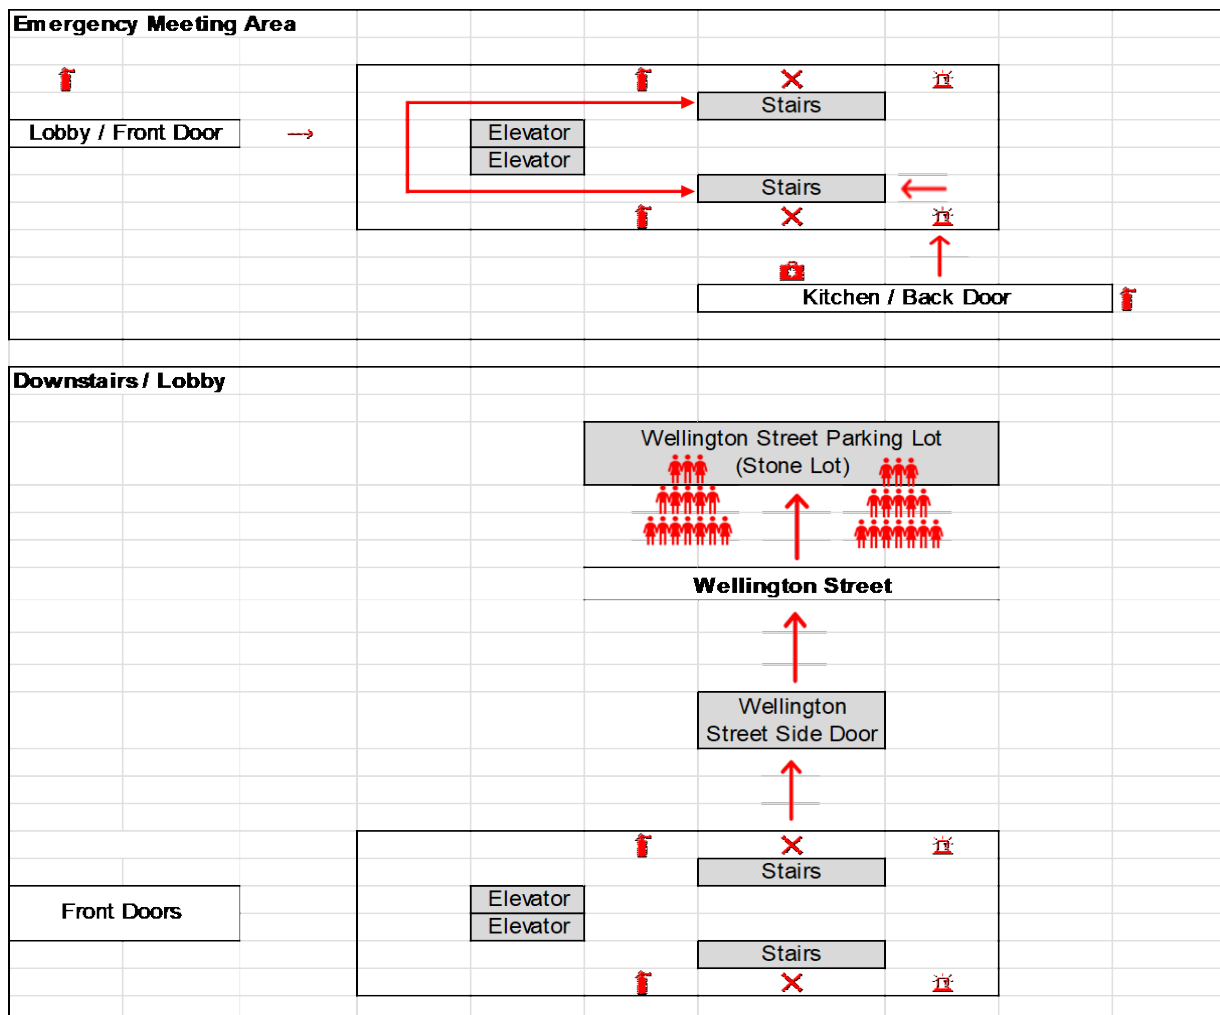 Emergency Meeting Area
Stairs
Lobby / Front Door
Elevator
Elevator
Stairs
Kitchen / Back Door
Downstairs / Lobby
Wellington Street Parking Lot
(Stone Lot)
Wellington Street
Wellington
Street Side Door
Stairs
Elevator
Front Doors
Elevator
Stairs